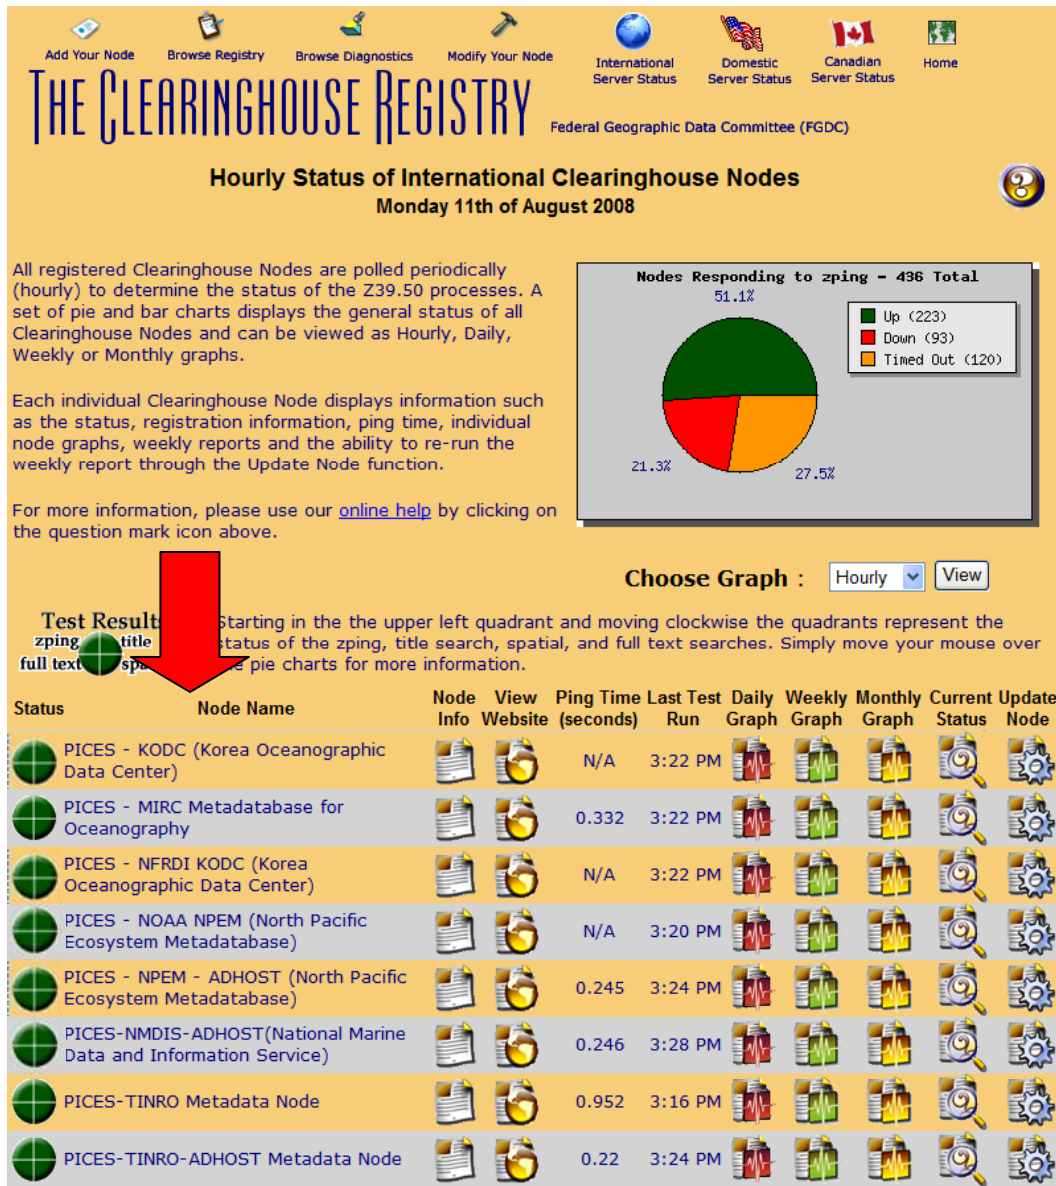 Add Your Node Browse Registry Browse Diagnostics Modify Your Node International Server Status Domestic Server Status Canadian Server Status Home
THE CLEARINGHOUSE REGISTRY
Federal Geographic Data Committee (FGDC)
Hourly Status of International Clearinghouse Nodes
Monday 11th of August 2008
All registered Clearinghouse Nodes are polled periodically
(hourly) to determine the status of the Z39.50 processes. A
set of pie and bar charts displays the general status of all
Clearinghouse Nodes and can be viewed as Hourly, Daily,
Weekly or Monthly graphs.
Each individual Clearinghouse Node displays information such
as the status, registration information, ping time, individual
node graphs, weekly reports and the ability to re-run the
weekly report through the Update Node function.
For more information, please use our online help by clicking on
the question mark icon above.
Nodes Responding to zping - 436 Total
51.1%
Up (223)
Down (93)
Timed Out (120)
21.3%
27.5%
Choose Graph : Hourly View
Test Results
zping title
full text spa
Starting in the the upper left quadrant and moving clockwise the quadrants represent the
status of the zping, title search, spatial, and full text searches. Simply move your mouse over
pie charts for more information.
Status Node Name Node Info View Website Ping Time (seconds) Last Test Run Daily Graph Weekly Graph Monthly Graph Current Status Update Node
PICES - KODC (Korea Oceanographic
Data Center) N/A 3:22 PM
PICES - MIRC Metadatabase for
Oceanography 0.332 3:22 PM
PICES - NFRDI KODC (Korea
Oceanographic Data Center) N/A 3:22 PM
PICES - NOAA NPEM (North Pacific
Ecosystem Metadatabase) N/A 3:20 PM
PICES - NPEM - ADHOST (North Pacific
Ecosystem Metadatabase) 0.245 3:24 PM
PICES-NMDIS-ADHOST(National Marine
Data and Information Service) 0.246 3:28 PM
PICES-TINRO Metadata Node 0.952 3:16 PM
PICES-TINRO-ADHOST Metadata Node 0.22 3:24 PM